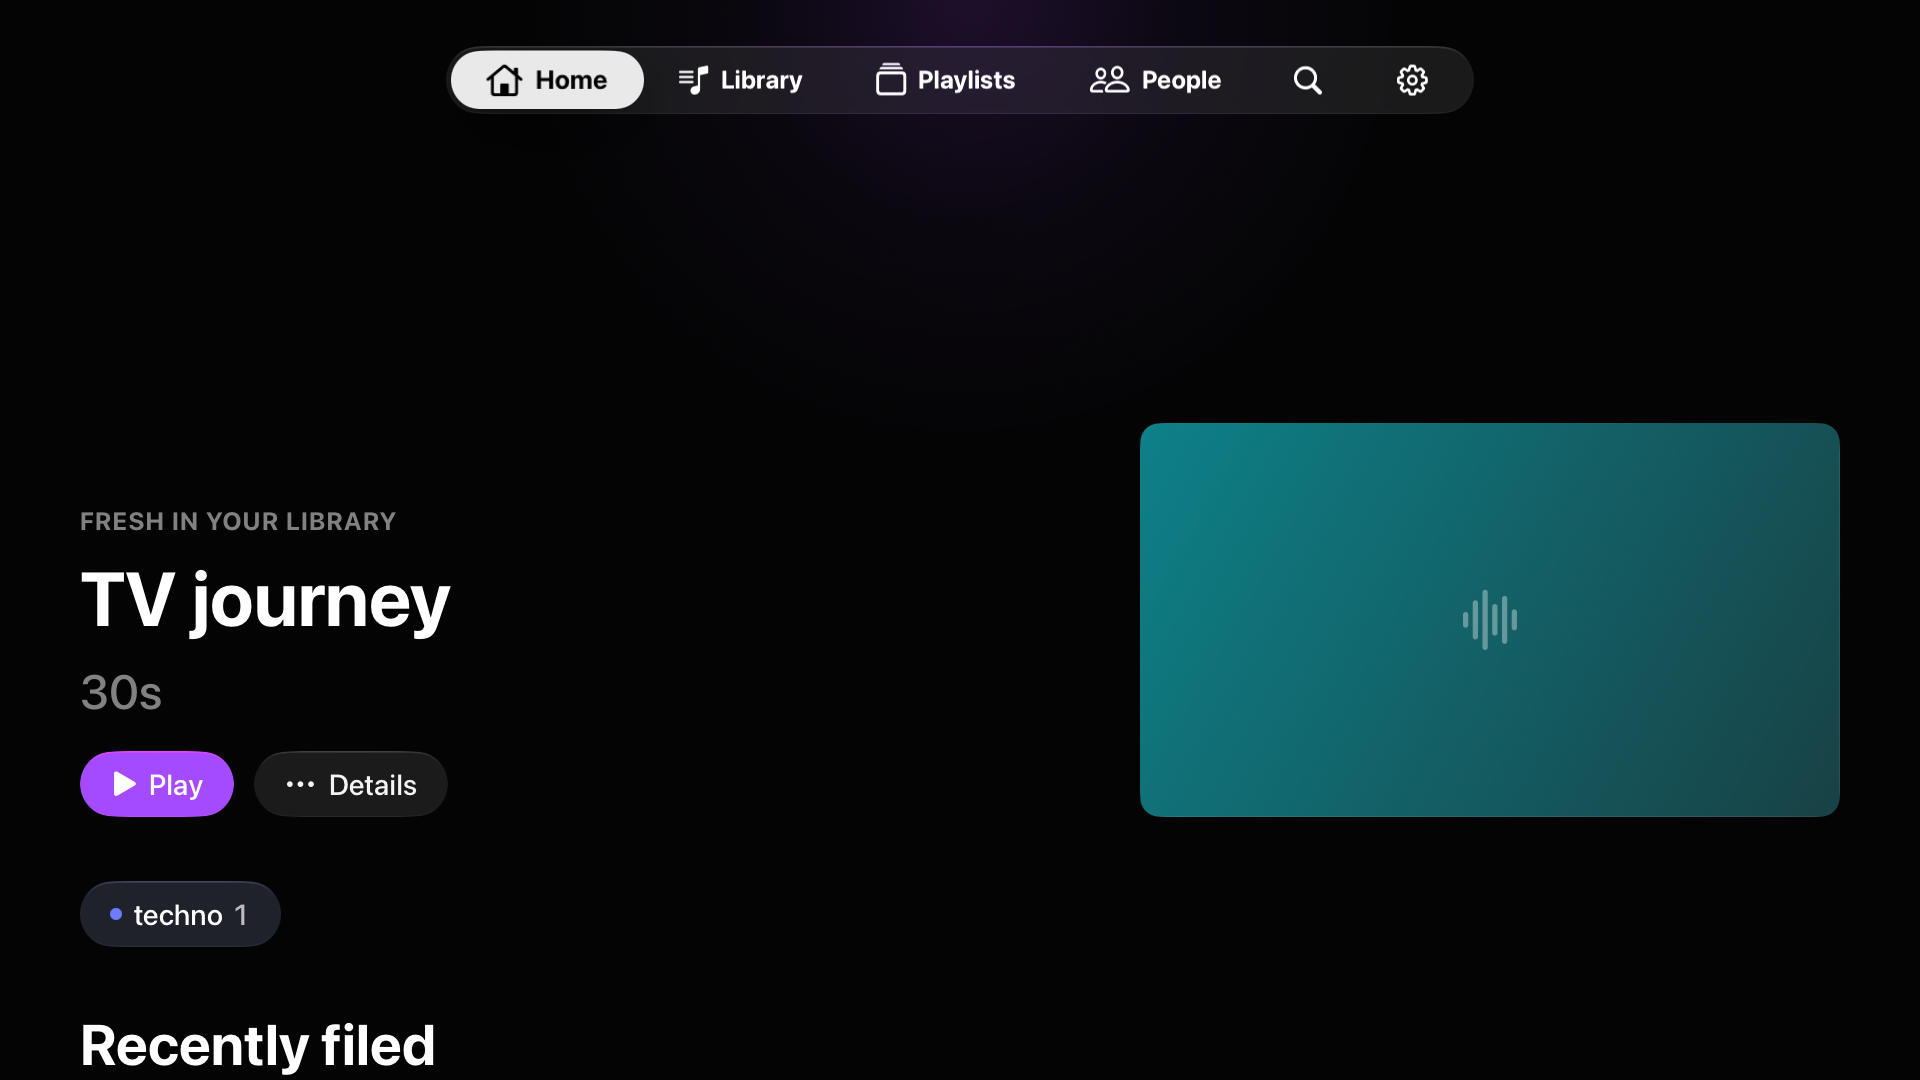 Home Library Playlists People
FRESH IN YOUR LIBRARY
TV journey
30s
Play Details
techno 1
Recently filed